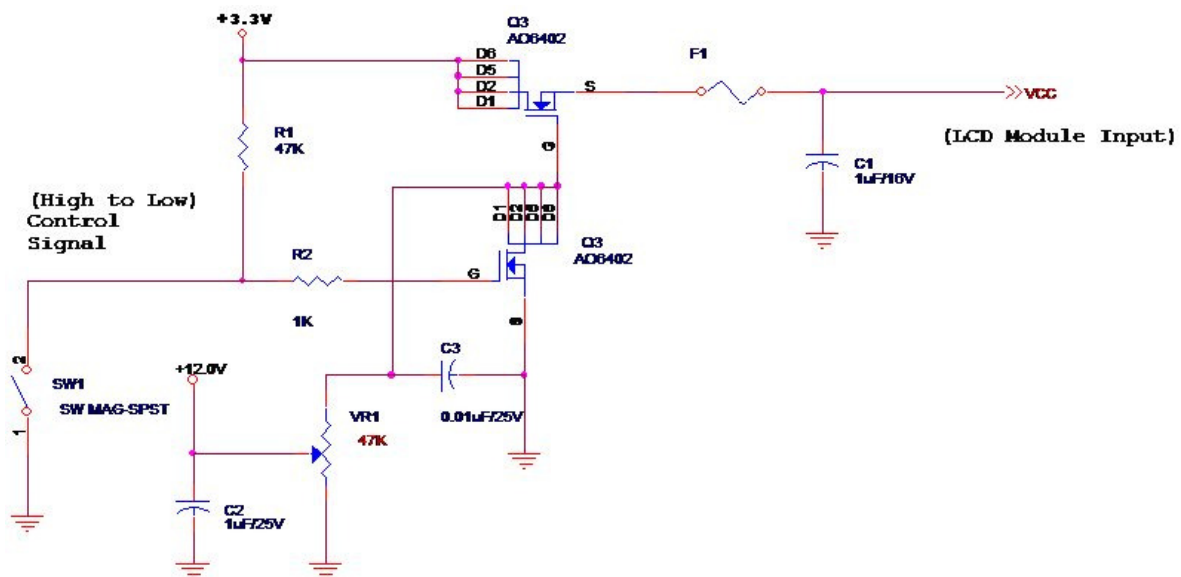 +3.3V
Q3
AO6402
D6
D5
D2
D1
S
F1
VCC
(LCD Module Input)
R1
47K
G
C1
1uF/16V
(High to Low)
Control
Signal
D1
D2
Q3
AO6402
R2
G
1K
2
SW1
SW MAG-SPST
1
+12.0V
C3
0.01uF/25V
VR1
47K
C2
1uF/25V